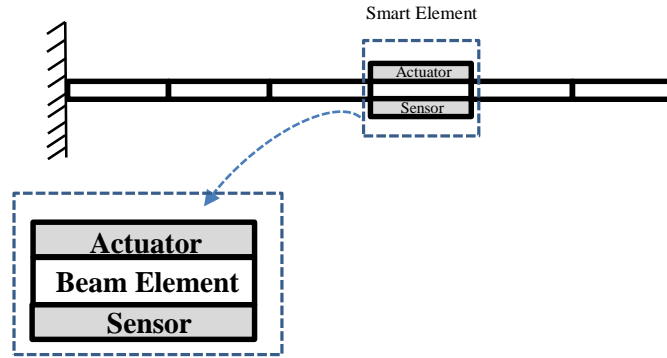 Smart Element
Actuator
Sensor
Actuator
Beam Element
Sensor